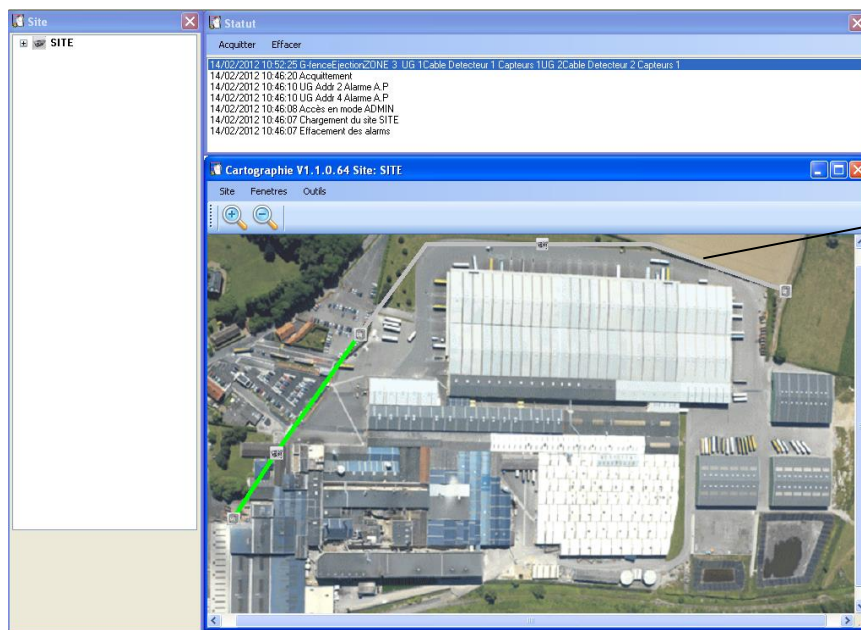 Site
SITE
Statut
Acquitter Effacer
14/02/2012 10:52:25 G-fenceEjectionZONE 3 UG 1Cable Detecteur 1 Capteurs 1UG 2Cable Detecteur 2 Capteurs 1
14/02/2012 10:46:20 Acquittement
14/02/2012 10:46:10 UG Addr 2 Alarme A.P
14/02/2012 10:46:10 UG Addr 4 Alarme A.P
14/02/2012 10:46:08 Accès en mode ADMIN
14/02/2012 10:46:07 Chargement du site SITE
14/02/2012 10:46:07 Effacement des alarms
Cartographie V1.1.0.64 Site: SITE
Site Fenetres Outils